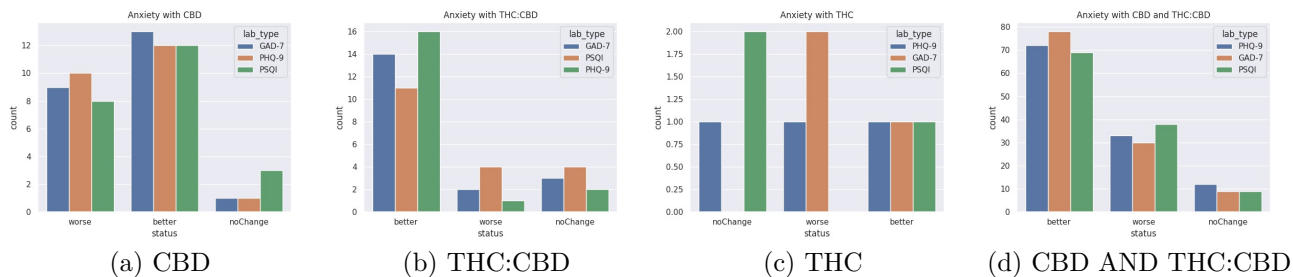 Anxiety with CBD
lab_type
GAD-7
PHQ-9
PSQI
count
12
10
8
6
4
2
0
worse
better
noChange
status
(a) CBD
Anxiety with THC:CBD
lab_type
GAD-7
PSQI
PHQ-9
count
16
14
12
10
8
6
4
2
0
better
worse
noChange
status
(b) THC:CBD
Anxiety with THC
lab_type
PHQ-9
GAD-7
PSQI
count
2.00
1.75
1.50
1.25
1.00
0.75
0.50
0.25
0.00
noChange
worse
better
status
(c) THC
Anxiety with CBD and THC:CBD
lab_type
PHQ-9
GAD-7
PSQI
count
80
70
60
50
40
30
20
10
0
better
worse
noChange
status
(d) CBD AND THC:CBD